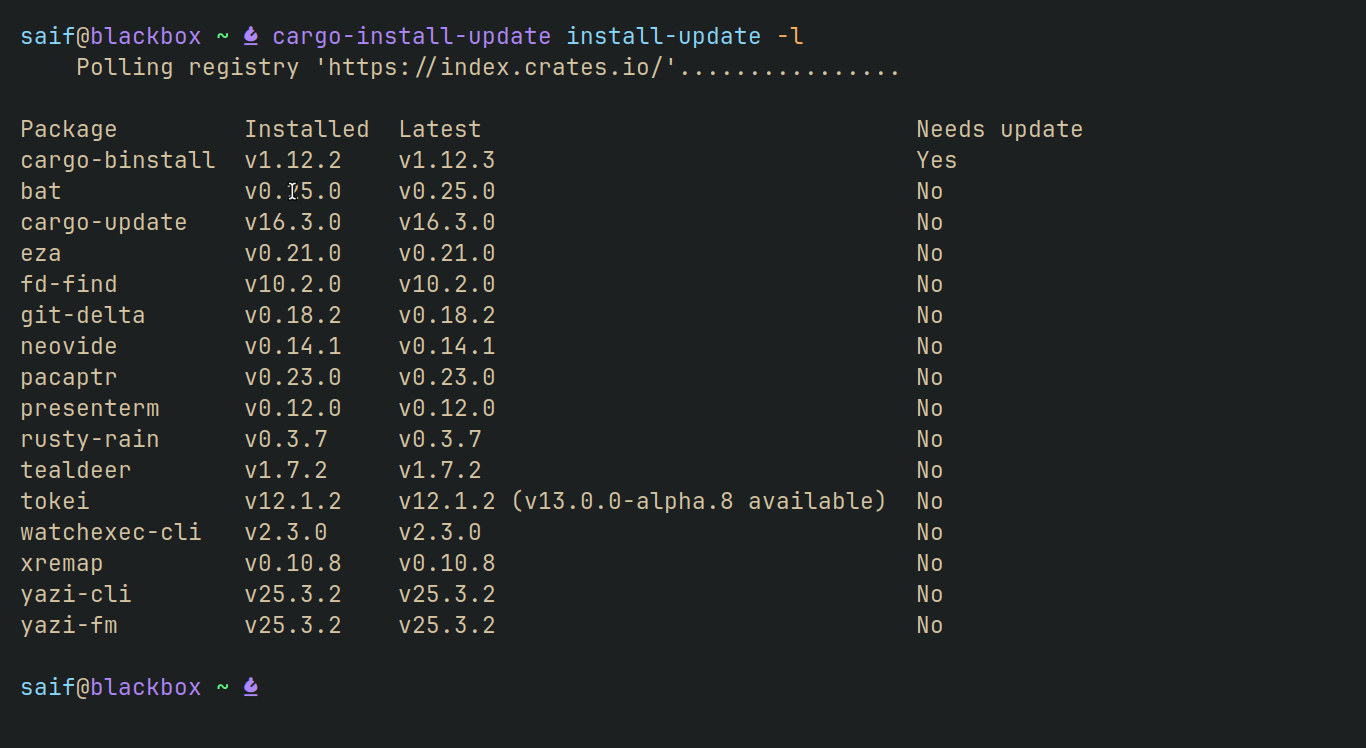 saif@blackbox ~ cargo-install-update install-update -l
Polling registry 'https://index.crates.io/'................
Package Installed Latest Needs update
cargo-binstall v1.12.2 v1.12.3 Yes
bat v0.25.0 v0.25.0 No
cargo-update v16.3.0 v16.3.0 No
eza v0.21.0 v0.21.0 No
fd-find v10.2.0 v10.2.0 No
git-delta v0.18.2 v0.18.2 No
neovide v0.14.1 v0.14.1 No
pacaptr v0.23.0 v0.23.0 No
presenterm v0.12.0 v0.12.0 No
rusty-rain v0.3.7 v0.3.7 No
tealdeer v1.7.2 v1.7.2 No
tokei v12.1.2 v12.1.2 (v13.0.0-alpha.8 available) No
watchexec-cli v2.3.0 v2.3.0 No
xremap v0.10.8 v0.10.8 No
yazi-cli v25.3.2 v25.3.2 No
yazi-fm v25.3.2 v25.3.2 No
saif@blackbox ~